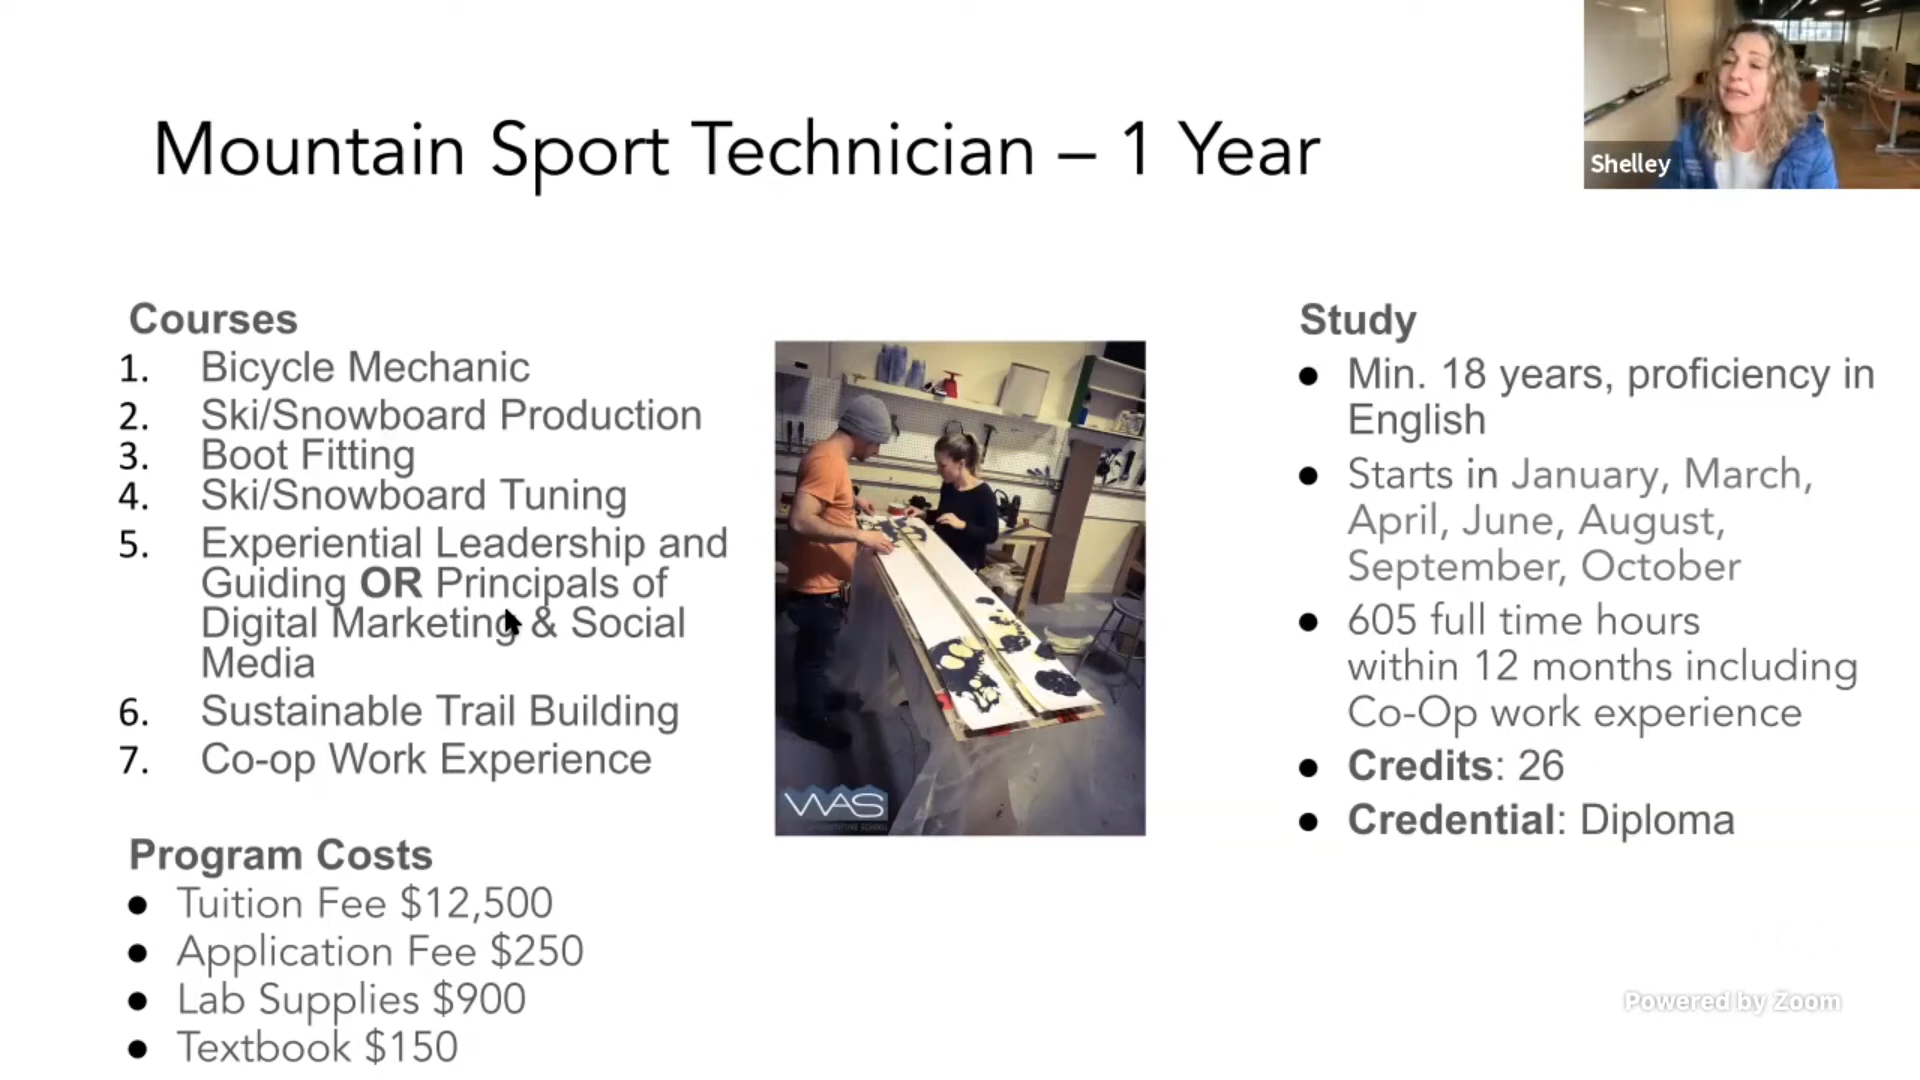 Mountain Sport Technician – 1 Year
Shelley
Courses
1. Bicycle Mechanic
2. Ski/Snowboard Production
3. Boot Fitting
4. Ski/Snowboard Tuning
5. Experiential Leadership and
Guiding OR Principals of
Digital Marketing & Social
Media
6. Sustainable Trail Building
7. Co-op Work Experience
Program Costs
● Tuition Fee $12,500
● Application Fee $250
● Lab Supplies $900
● Textbook $150
WAS
Study
● Min. 18 years, proficiency in
English
● Starts in January, March,
April, June, August,
September, October
● 605 full time hours
within 12 months including
Co-Op work experience
● Credits: 26
● Credential: Diploma
Powered by Zoom